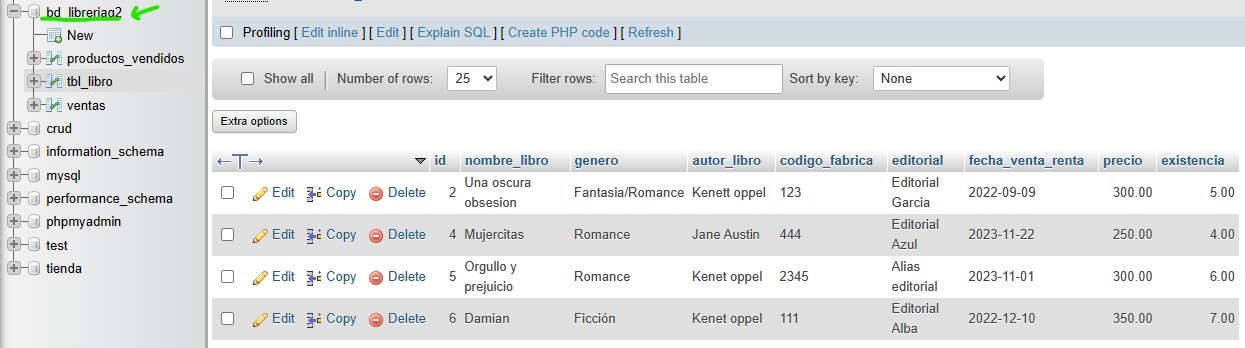 bd_libreriag2
New
productos_vendidos
tbl_libro
ventas
crud
information_schema
mysql
performance_schema
phpmyadmin
test
tienda
Profiling [ Edit inline ] [ Edit ] [ Explain SQL ] [ Create PHP code ] [ Refresh ]
Show all Number of rows: 25 Filter rows: Search this table Sort by key: None
Extra options
←T→ id nombre_libro genero autor_libro codigo_fabrica editorial fecha_venta_renta precio existencia
Edit Copy Delete 2 Una oscura obsesion Fantasia/Romance Kenett oppel 123 Editorial Garcia 2022-09-09 300.00 5.00
Edit Copy Delete 4 Mujercitas Romance Jane Austin 444 Editorial Azul 2023-11-22 250.00 4.00
Edit Copy Delete 5 Orgullo y prejuicio Romance Kenet oppel 2345 Alias editorial 2023-11-01 300.00 6.00
Edit Copy Delete 6 Damian Ficción Kenet oppel 111 Editorial Alba 2022-12-10 350.00 7.00